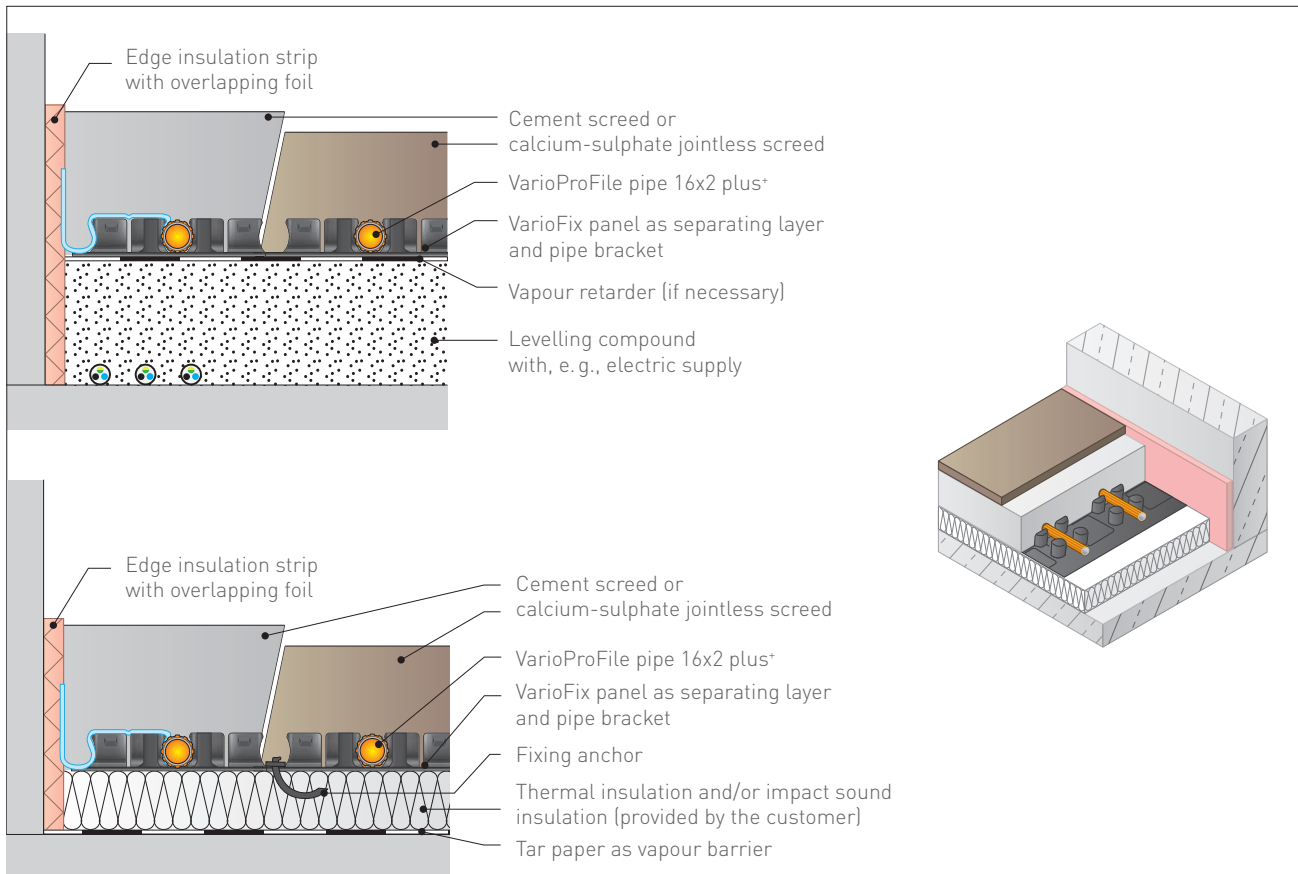 Edge insulation strip
with overlapping foil
Cement screed or
calcium-sulphate jointless screed
VarioProFile pipe 16x2 plus⁺
VarioFix panel as separating layer
and pipe bracket
Vapour retarder (if necessary)
Levelling compound
with, e. g., electric supply
Edge insulation strip
with overlapping foil
Cement screed or
calcium-sulphate jointless screed
VarioProFile pipe 16x2 plus⁺
VarioFix panel as separating layer
and pipe bracket
Fixing anchor
Thermal insulation and/or impact sound
insulation (provided by the customer)
Tar paper as vapour barrier